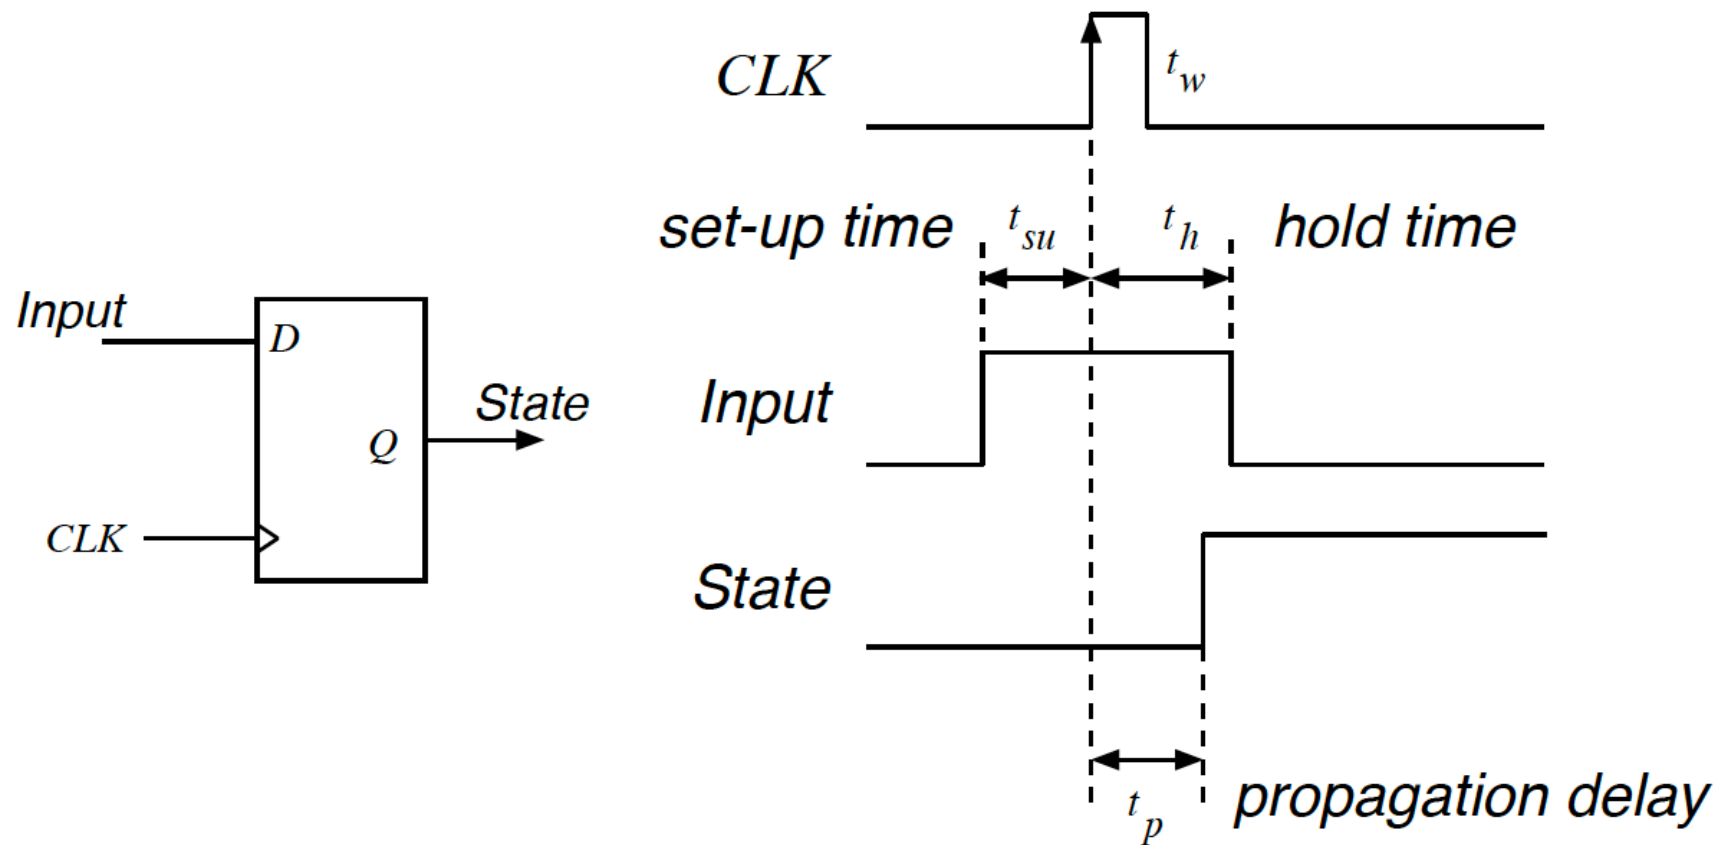 CLK
t_w
set-up time
t_su
t_h
hold time
Input
D
State
Q
CLK
Input
State
t_p
propagation delay